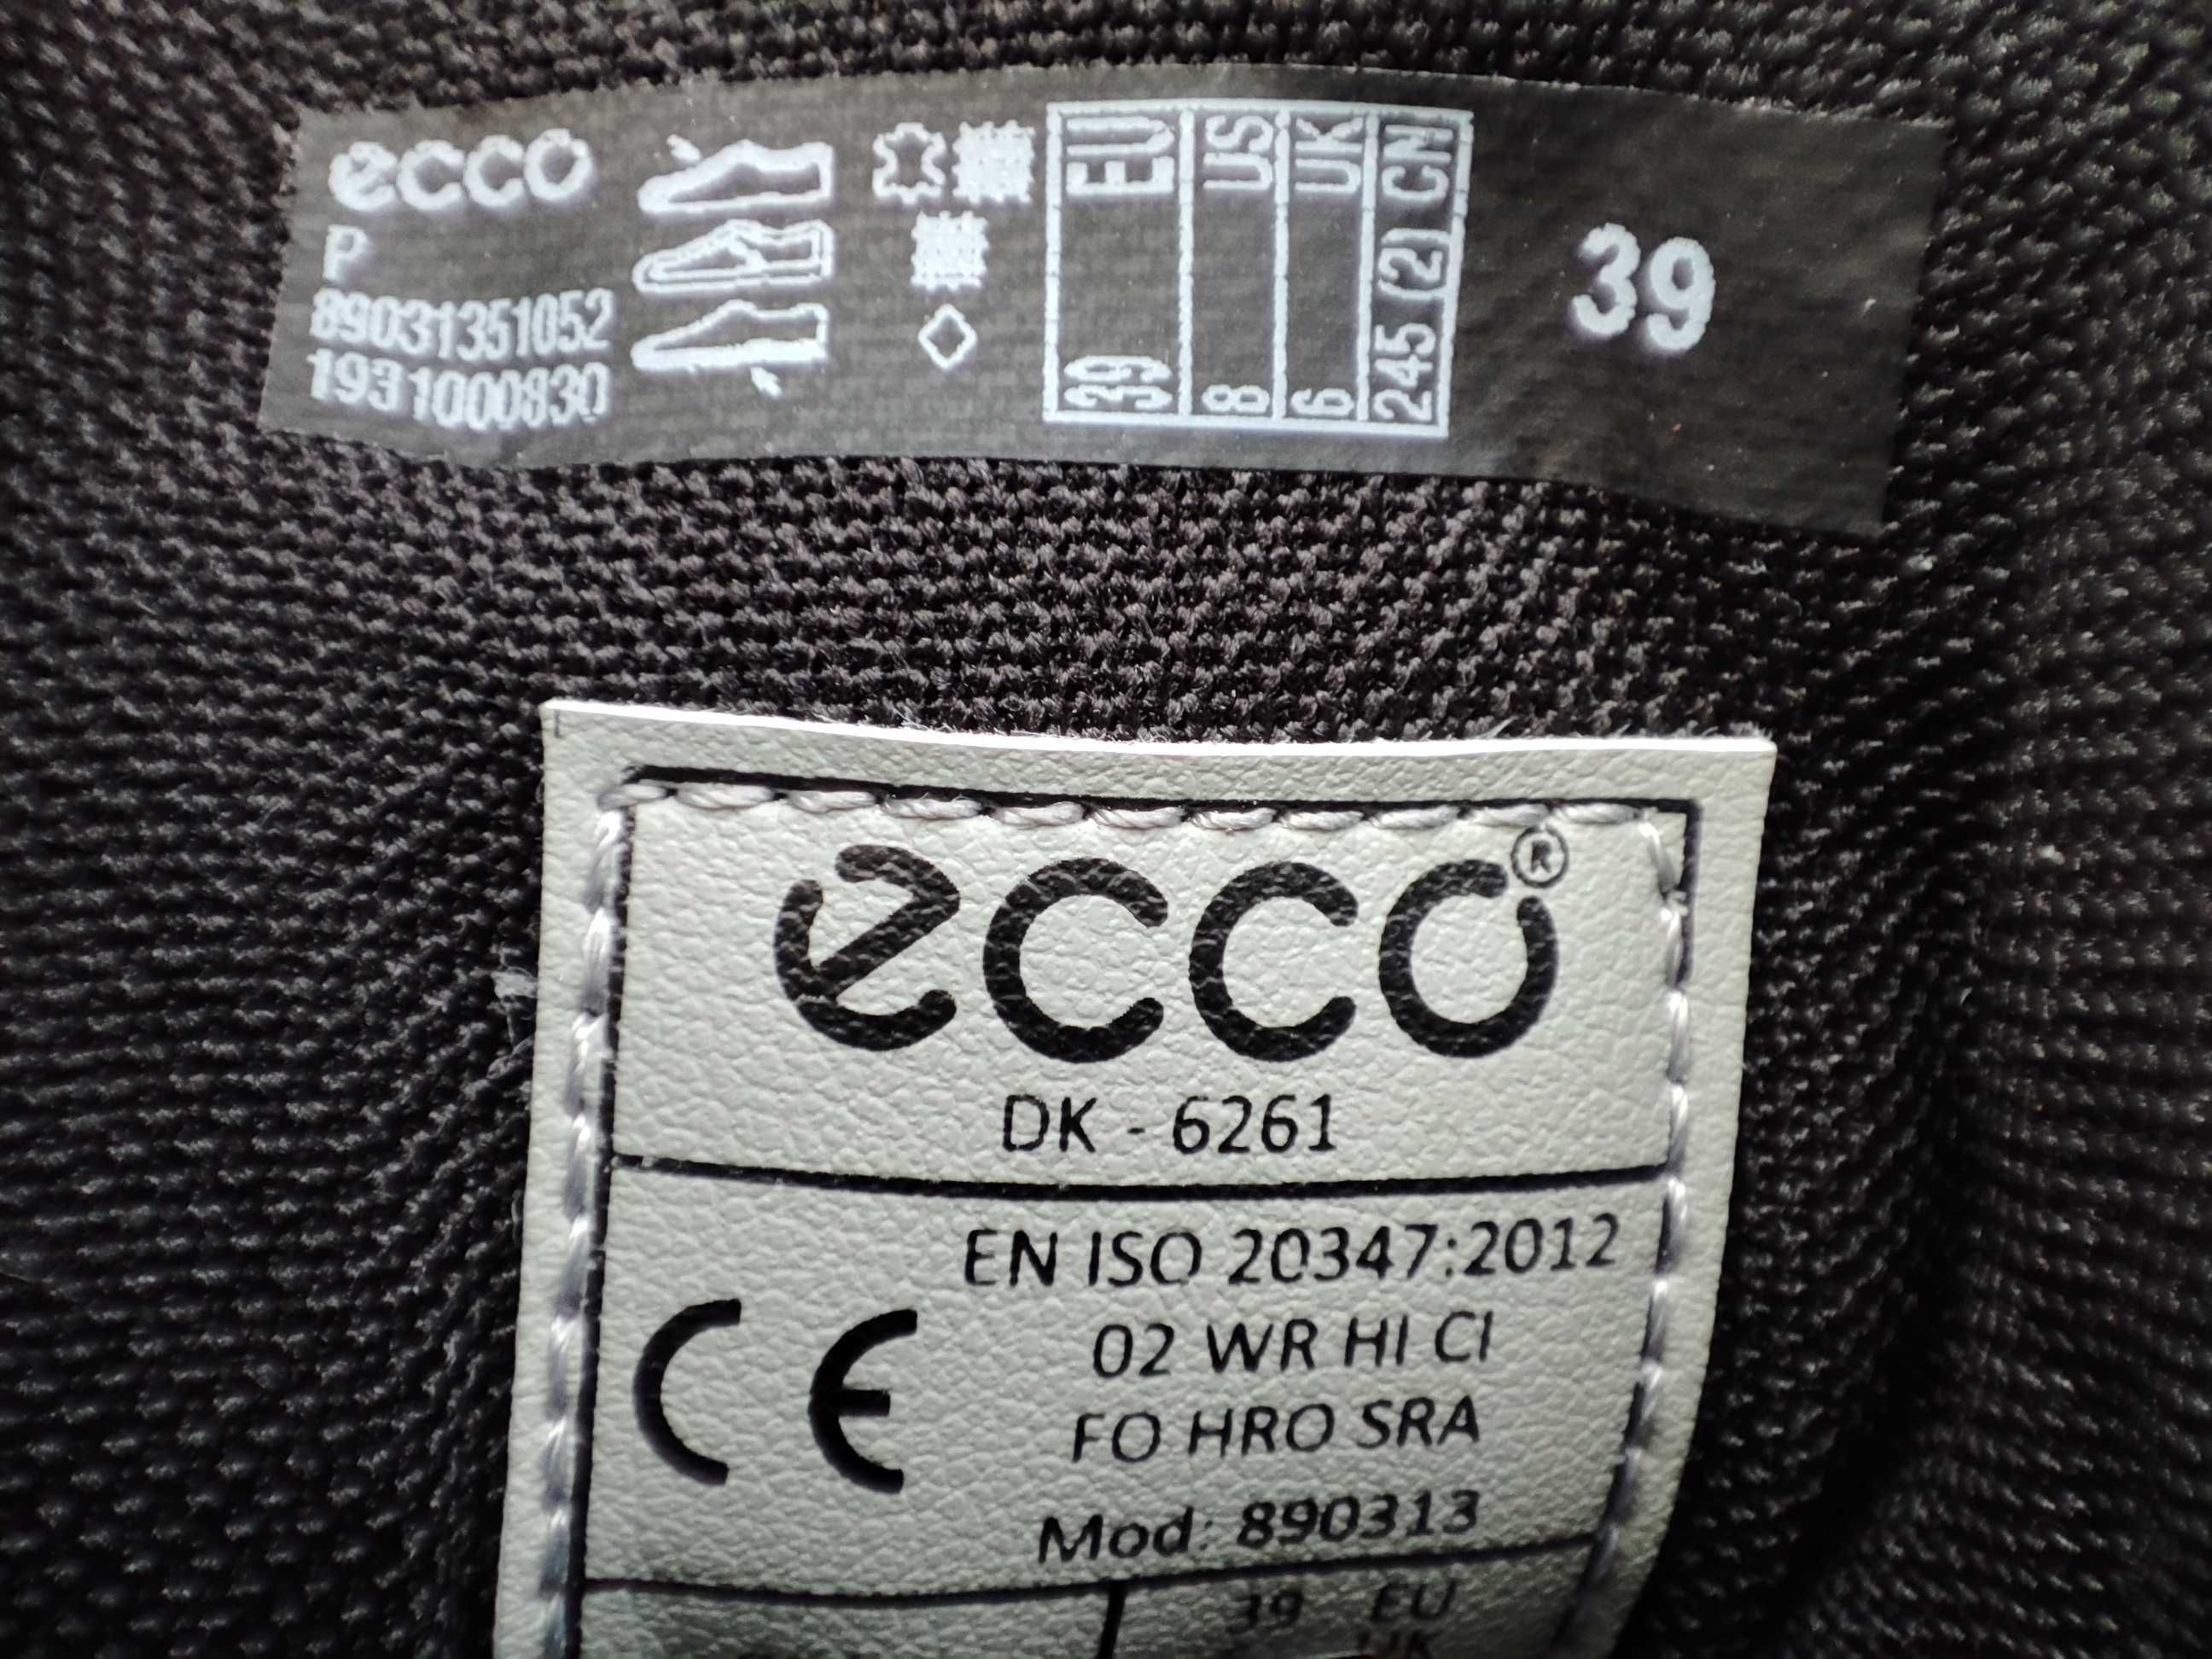 ecco
P
89031351052
1931000830
EU 39
US 8
UK 6
CN 245 (2)
39
ecco®
DK - 6261
EN ISO 20347:2012
CE
02 WR HI CI
FO HRO SRA
Mod: 890313
39 EU
UK